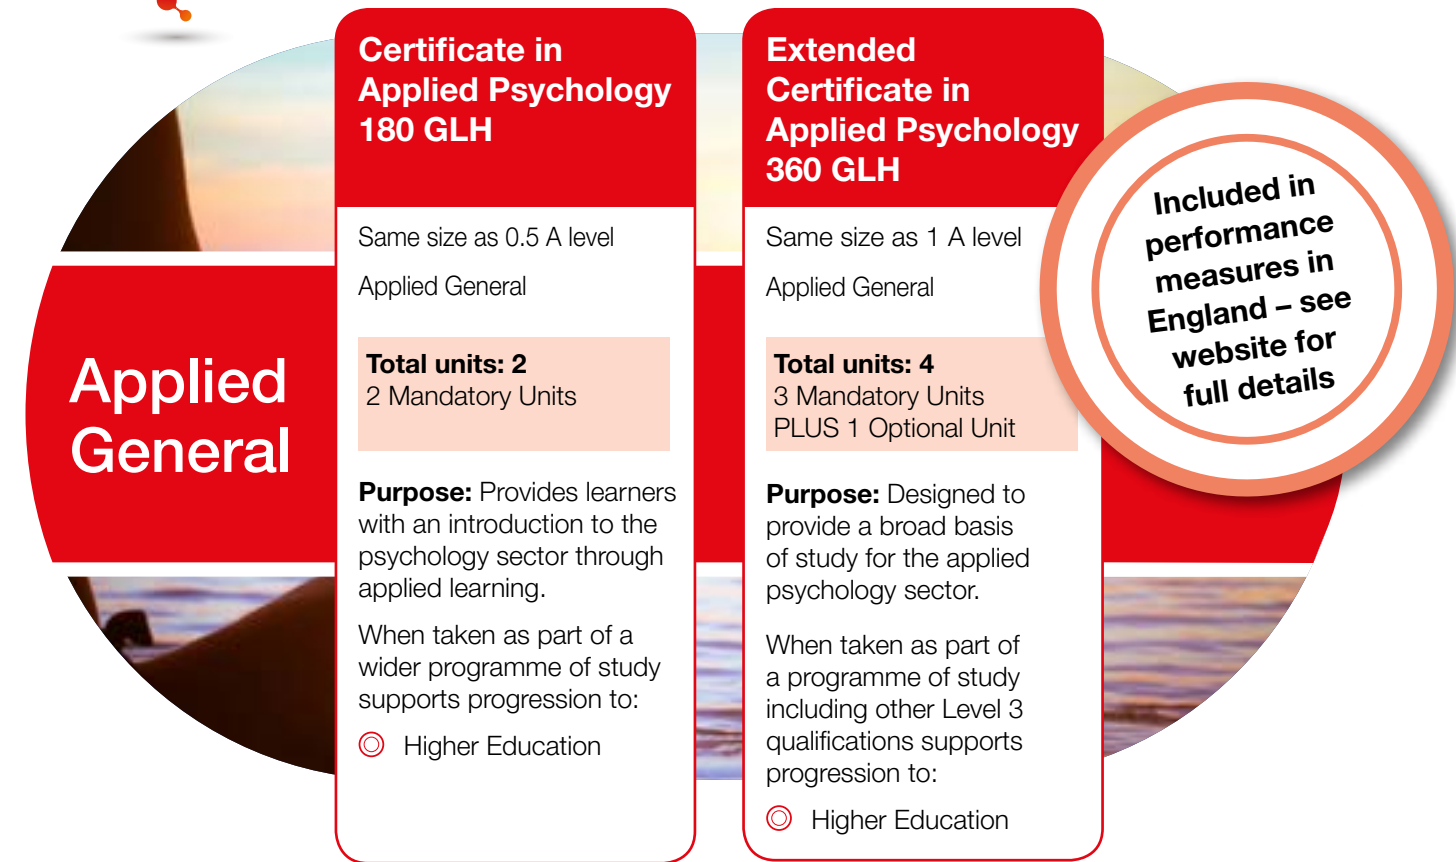 Applied
General
Certificate in
Applied Psychology
180 GLH
Same size as 0.5 A level
Applied General
Total units: 2
2 Mandatory Units
Purpose: Provides learners
with an introduction to the
psychology sector through
applied learning.
When taken as part of a
wider programme of study
supports progression to:
Higher Education
Extended
Certificate in
Applied Psychology
360 GLH
Same size as 1 A level
Applied General
Total units: 4
3 Mandatory Units
PLUS 1 Optional Unit
Purpose: Designed to
provide a broad basis
of study for the applied
psychology sector.
When taken as part of
a programme of study
including other Level 3
qualifications supports
progression to:
Higher Education
Included in
performance
measures in
England – see
website for
full details